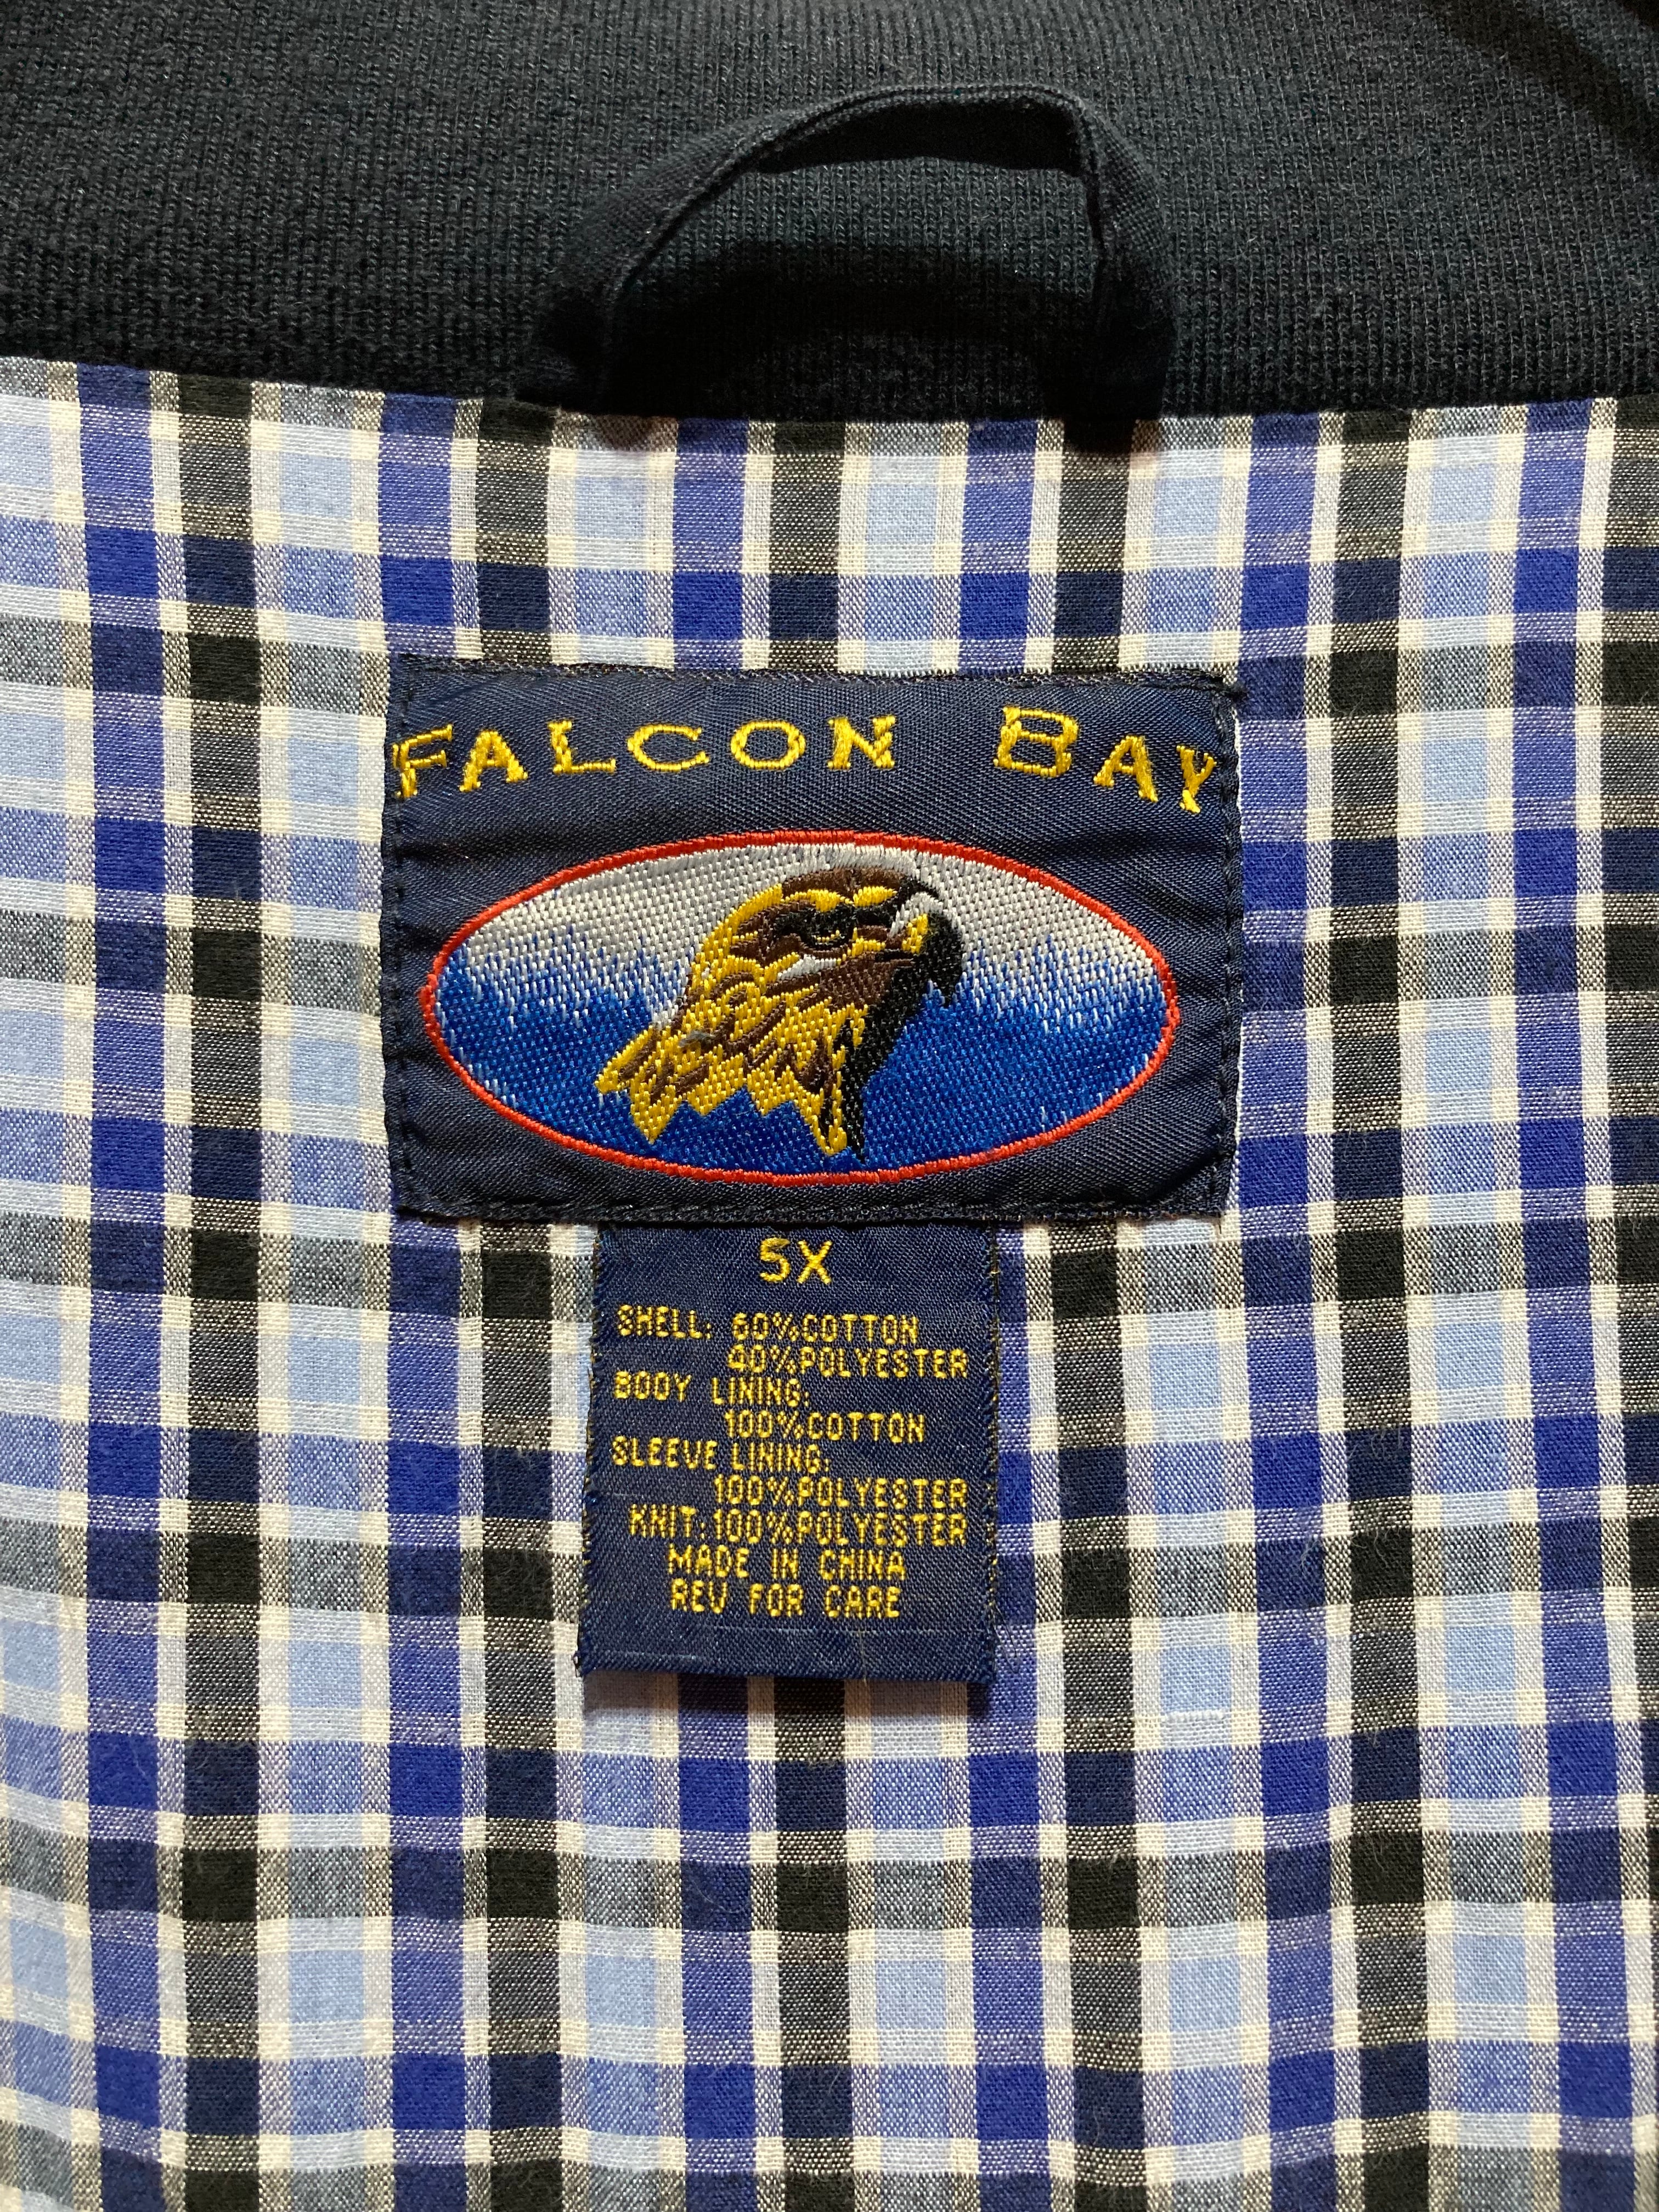 FALCON BAY
5X
SHELL: 60%COTTON
40%POLYESTER
BODY LINING:
100%COTTON
SLEEVE LINING:
100%POLYESTER
KNIT:100%POLYESTER
MADE IN CHINA
REV FOR CARE